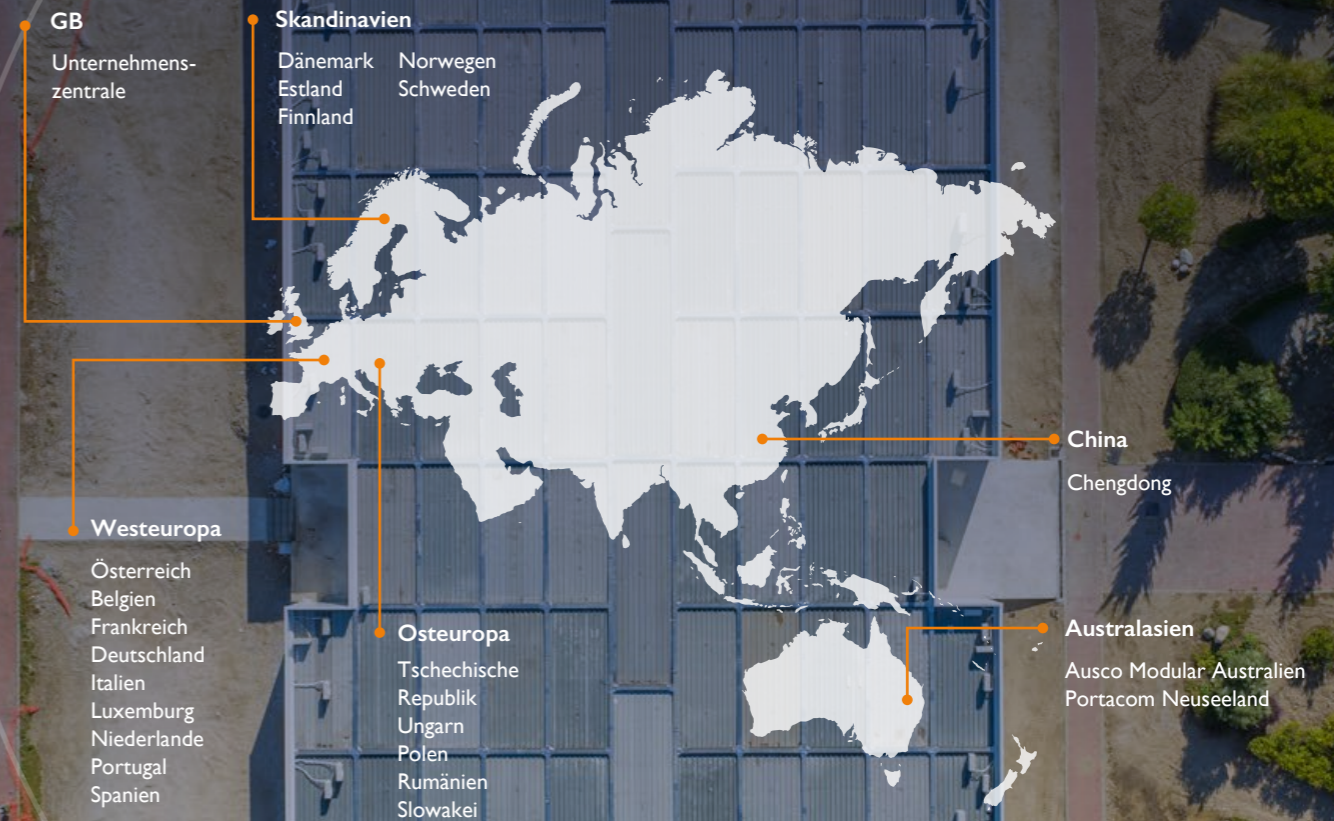 GB
Unternehmens-
zentrale
Skandinavien
Dänemark
Estland
Finnland
Norwegen
Schweden
China
Chengdong
Westeuropa
Österreich
Belgien
Frankreich
Deutschland
Italien
Luxemburg
Niederlande
Portugal
Spanien
Osteuropa
Tschechische
Republik
Ungarn
Polen
Rumänien
Slowakei
Australasien
Ausco Modular Australien
Portacom Neuseeland